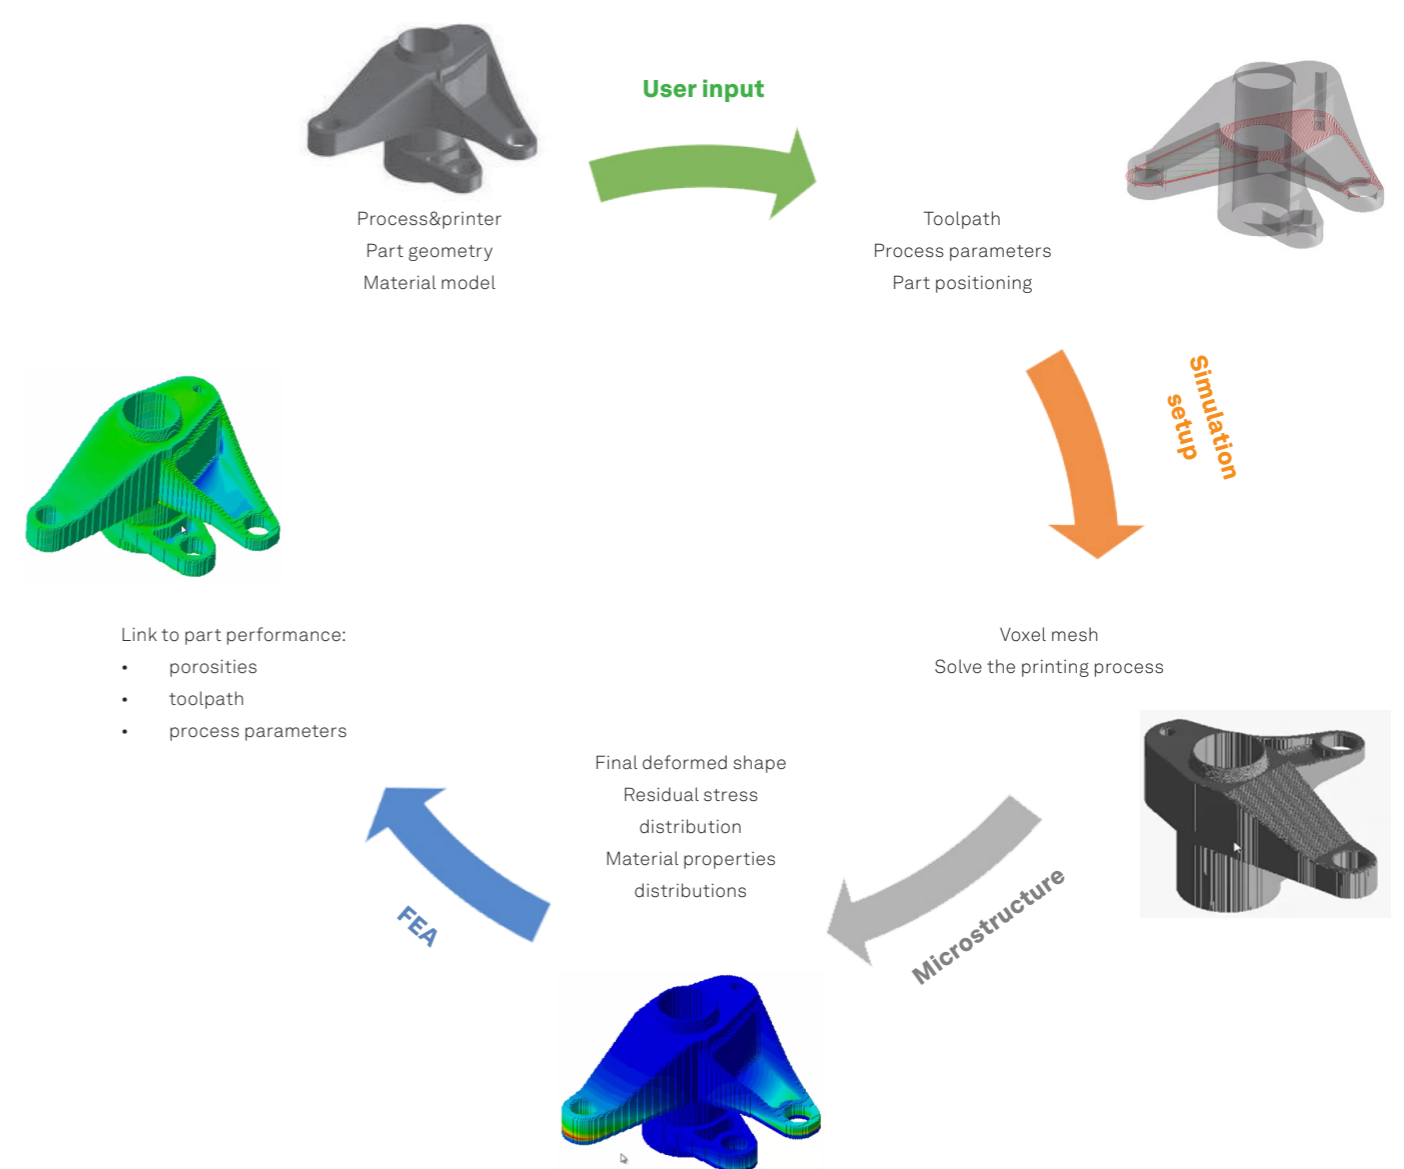 User input
Process&printer
Part geometry
Material model
Toolpath
Process parameters
Part positioning
Simulation
setup
Voxel mesh
Solve the printing process
Microstructure
Final deformed shape
Residual stress
distribution
Material properties
distributions
FEA
Link to part performance:
• porosities
• toolpath
• process parameters